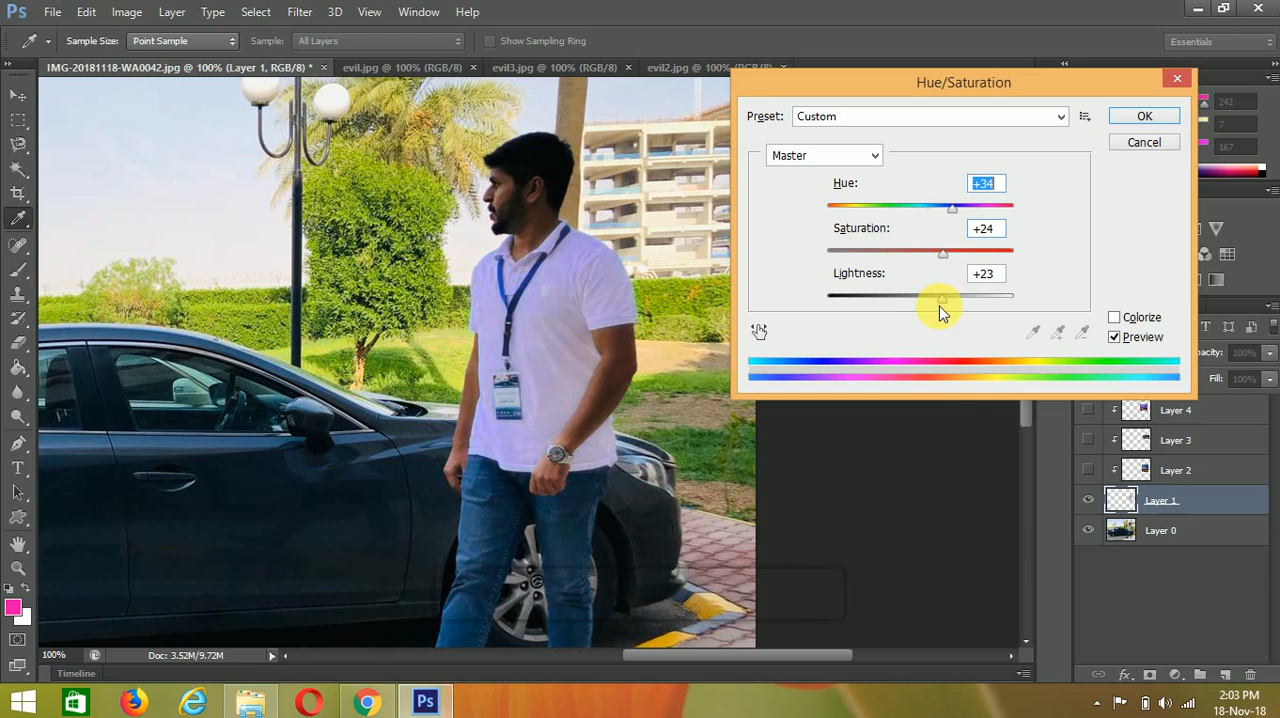 Ps File Edit Image Layer Type Select Filter 3D View Window Help
Sample Size: Point Sample Sample: All Layers Show Sampling Ring Essentials
IMG-20181118-WA0042.jpg @ 100% (Layer 1, RGB/8) * × evil.jpg @ 100% (RGB/8) × evil3.jpg @ 100% (RGB/8) × evil2.jpg @ 100% (RGB/8) ×
Hue/Saturation
Preset: Custom
OK
Cancel
Master
Hue: +34
Saturation: +24
Lightness: +23
Colorize
Preview
242
7
167
Opacity: 100%
Fill: 100%
Layer 4
Layer 3
Layer 2
Layer 1
Layer 0
100% Doc: 3.52M/9.72M
Timeline
Ps
2:03 PM
18-Nov-18